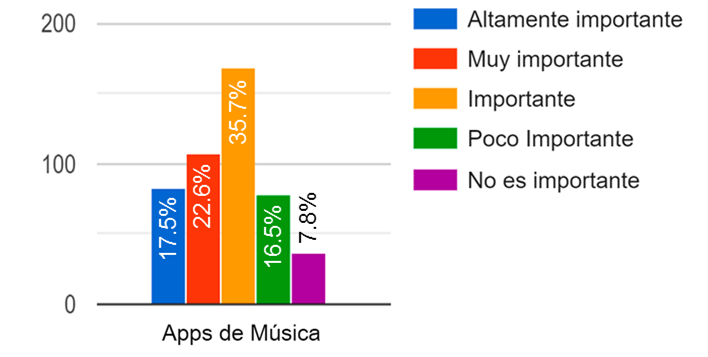 200
100
0
17.5%
22.6%
35.7%
16.5%
7.8%
Apps de Música
Altamente importante
Muy importante
Importante
Poco Importante
No es importante